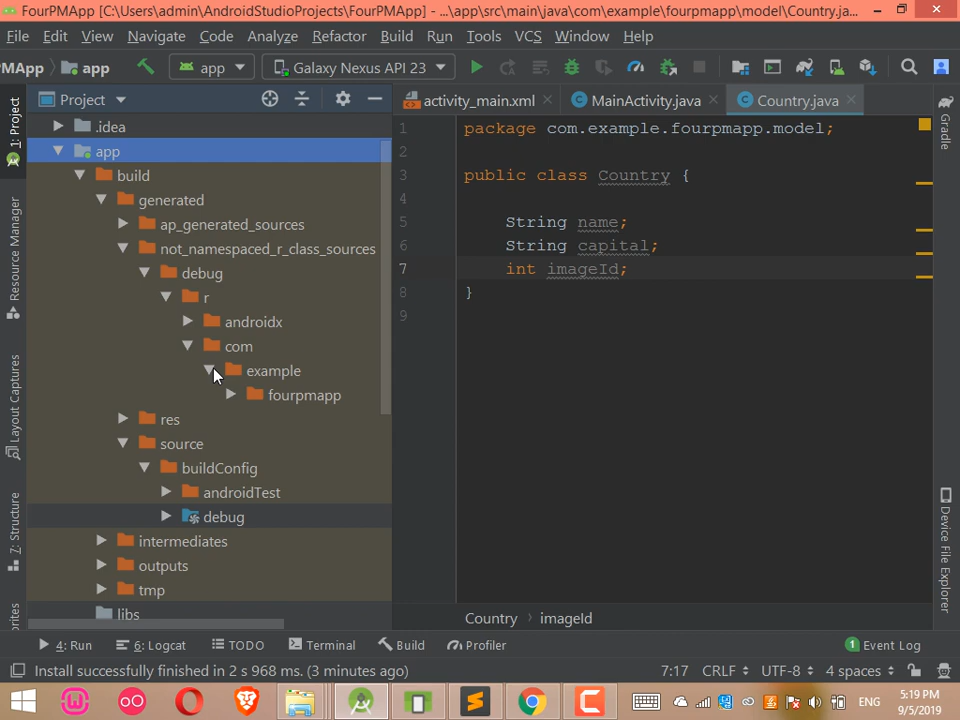 FourPMApp [C:\Users\admin\AndroidStudioProjects\FourPMApp] - ...\app\src\main\java\com\example\fourpmapp\model\Country.ja...
File Edit View Navigate Code Analyze Refactor Build Run Tools VCS Window Help
PMApp app app Galaxy Nexus API 23
1: Project
Resource Manager
Layout Captures
7: Structure
orites
Project
.idea
app
build
generated
ap_generated_sources
not_namespaced_r_class_sources
debug
r
androidx
com
example
fourpmapp
res
source
buildConfig
androidTest
debug
intermediates
outputs
tmp
libs
activity_main.xml MainActivity.java Country.java
1 package com.example.fourpmapp.model;
2
3 public class Country {
4
5 String name;
6 String capital;
7 int imageId;
8 }
9
Country › imageId
Gradle
Device File Explorer
4: Run 6: Logcat TODO Terminal Build Profiler 1 Event Log
Install successfully finished in 2 s 968 ms. (3 minutes ago) 7:17 CRLF UTF-8 4 spaces
ENG 5:19 PM
9/5/2019